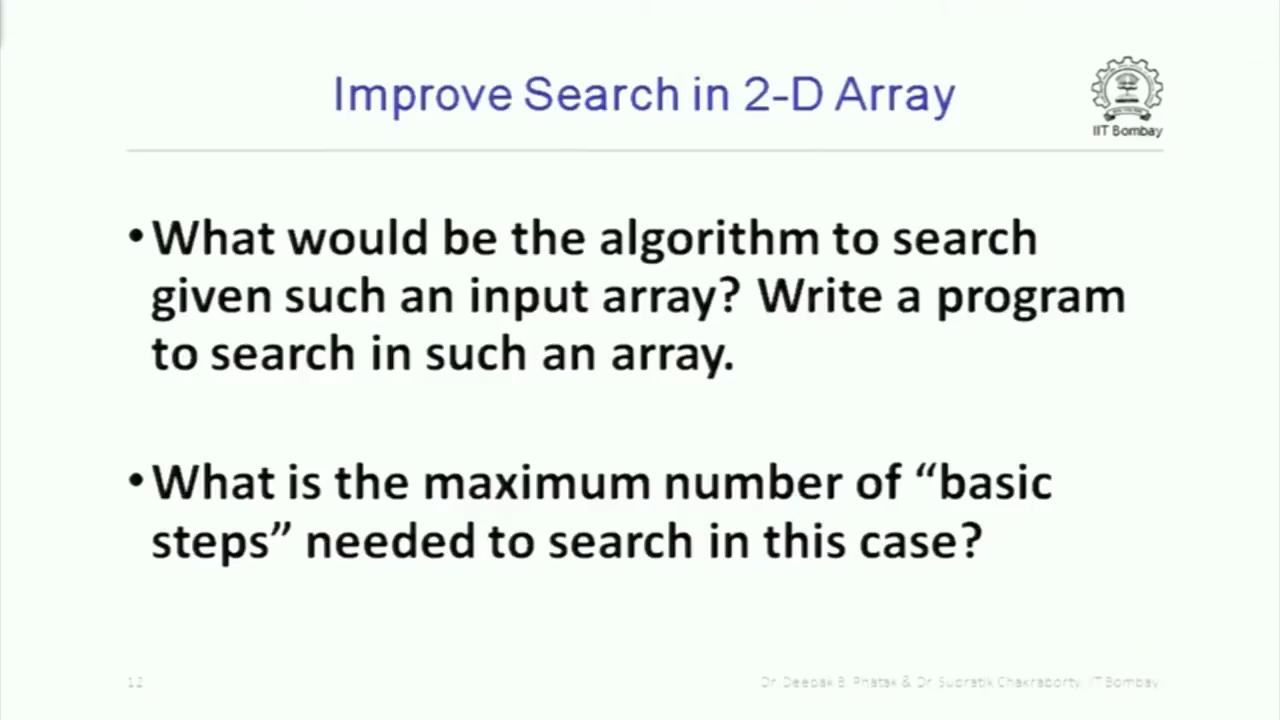 Improve Search in 2-D Array
IIT Bombay
•What would be the algorithm to search
given such an input array? Write a program
to search in such an array.
•What is the maximum number of “basic
steps” needed to search in this case?
12
Dr. Deepak B. Phatak & Dr. Supratik Chakraborty, IIT Bombay